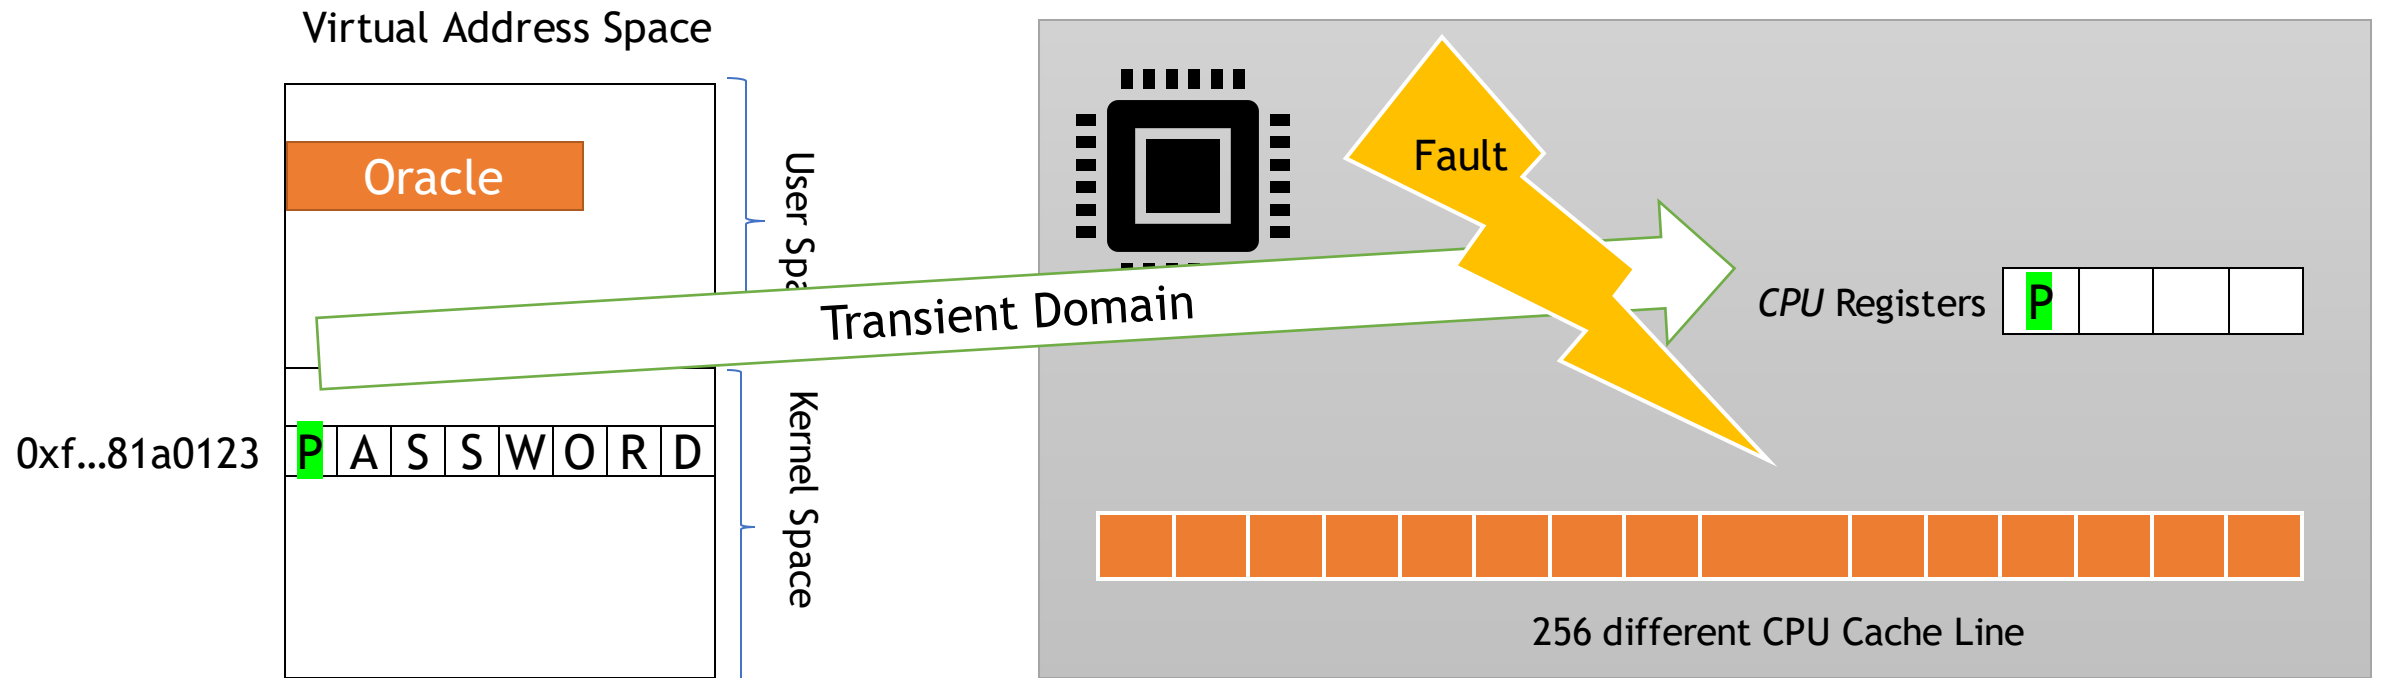 Virtual Address Space
Oracle
User Spa
Fault
Transient Domain
CPU Registers
P
0xf...81a0123
P A S S W O R D
Kernel Space
256 different CPU Cache Line